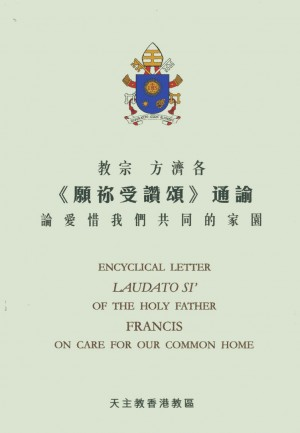 教宗 方濟各
《願祢受讚頌》通諭
論愛惜我們共同的家園
ENCYCLICAL LETTER
LAUDATO SI’
OF THE HOLY FATHER
FRANCIS
ON CARE FOR OUR COMMON HOME
天主教香港教區